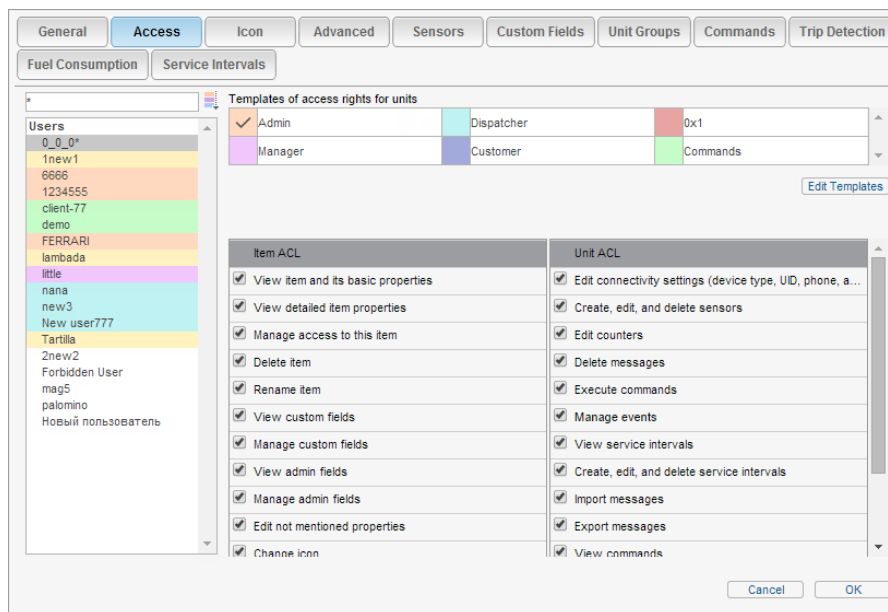 General Access Icon Advanced Sensors Custom Fields Unit Groups Commands Trip Detection
Fuel Consumption Service Intervals
*
Templates of access rights for units
Users
0_0_0*
1new1
6666
1234555
client-77
demo
FERRARI
lambada
little
nana
new3
New user777
Tartilla
2new2
Forbidden User
mag5
palomino
Новый пользователь
Admin Dispatcher 0x1
Manager Customer Commands
Edit Templates
Item ACL Unit ACL
View item and its basic properties Edit connectivity settings (device type, UID, phone, a...
View detailed item properties Create, edit, and delete sensors
Manage access to this item Edit counters
Delete item Delete messages
Rename item Execute commands
View custom fields Manage events
Manage custom fields View service intervals
View admin fields Create, edit, and delete service intervals
Manage admin fields Import messages
Edit not mentioned properties Export messages
Change icon View commands
Cancel OK